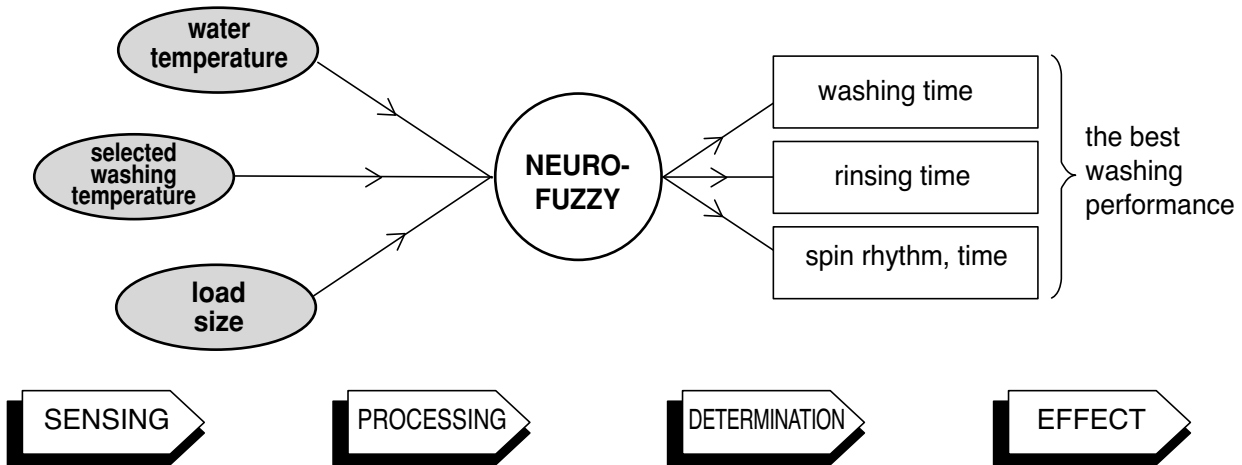 water
temperature
selected
washing
temperature
load
size
NEURO-
FUZZY
washing time
rinsing time
spin rhythm, time
the best
washing
performance
SENSING
PROCESSING
DETERMINATION
EFFECT